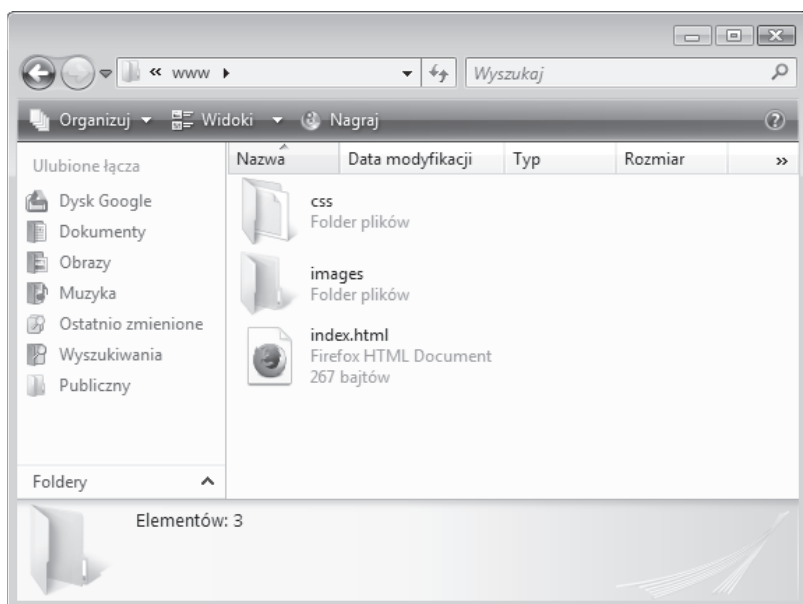 « www
Wyszukaj
Organizuj Widoki Nagraj
Ulubione łącza
Dysk Google
Dokumenty
Obrazy
Muzyka
Ostatnio zmienione
Wyszukiwania
Publiczny
Foldery
Nazwa Data modyfikacji Typ Rozmiar »
css
Folder plików
images
Folder plików
index.html
Firefox HTML Document
267 bajtów
Elementów: 3